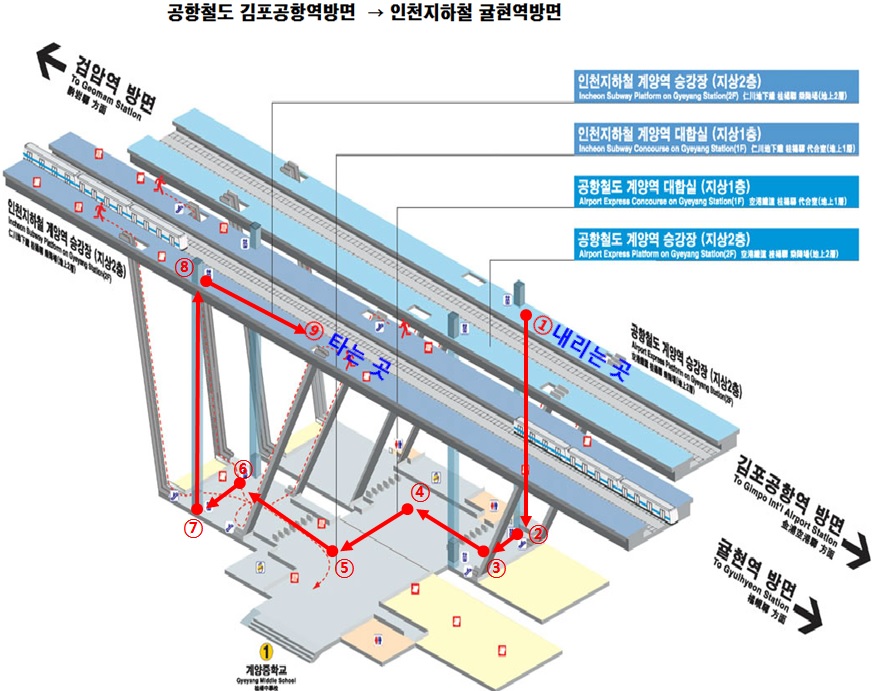 공항철도 김포공항역방면 → 인천지하철 귤현역방면
검암역 방면
To Geomam Station
黔岩驛 方面
인천지하철 계양역 승강장 (지상2층)
Incheon Subway Platform on Gyeyang Station(2F) 仁川地下鐵 桂陽驛 乘降場(地上2層)
인천지하철 계양역 대합실 (지상1층)
Incheon Subway Concourse on Gyeyang Station(1F) 仁川地下鐵 桂陽驛 代合室(地上1層)
공항철도 계양역 대합실 (지상1층)
Airport Express Concourse on Gyeyang Station(1F) 空港鐵道 桂陽驛 代合室(地上1層)
공항철도 계양역 승강장 (지상2층)
Airport Express Platform on Gyeyang Station(2F) 空港鐵道 桂陽驛 乘降場(地上2層)
인천지하철 계양역 승강장 (지상2층)
Incheon Subway Platform on Gyeyang Station(2F)
仁川地下鐵 桂陽驛 乘降場(地上2層)
⑧
⑨
타는 곳
①
내리는 곳
공항철도 계양역 승강장 (지상2층)
Airport Express Platform on Gyeyang Station(2F)
空港鐵道 桂陽驛 乘降場(地上2層)
⑥
④
⑦
②
⑤
③
김포공항역 방면
To Gimpo Int'l Airport Station
金浦空港驛 方面
귤현역 방면
To Gyulhyeon Station
橘峴驛 方面
1
계양중학교
Gyeyang Middle School
桂陽中學校